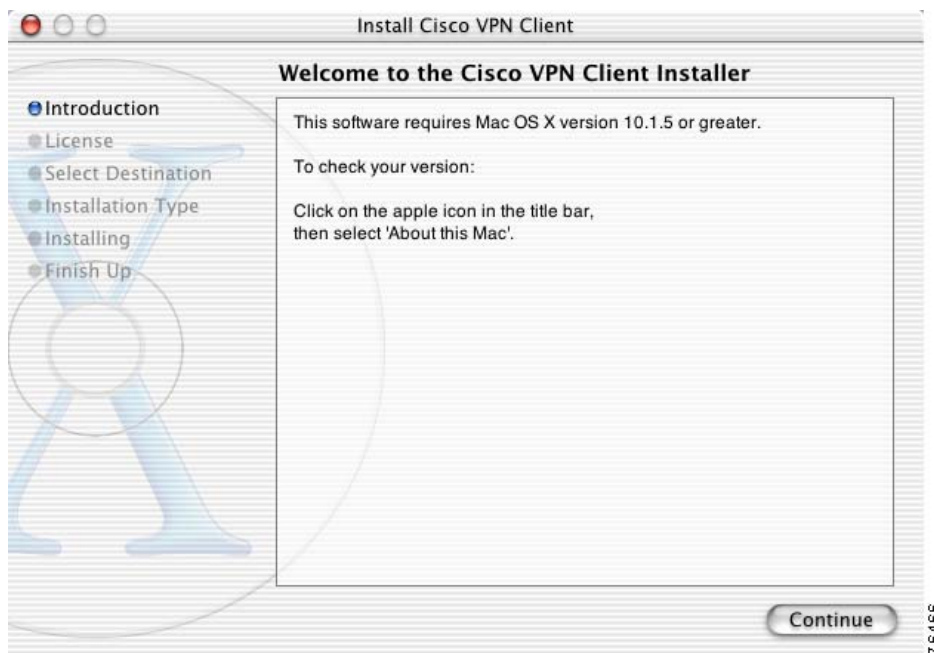 Install Cisco VPN Client
Welcome to the Cisco VPN Client Installer
Introduction
License
Select Destination
Installation Type
Installing
Finish Up
This software requires Mac OS X version 10.1.5 or greater.
To check your version:
Click on the apple icon in the title bar,
then select 'About this Mac'.
Continue